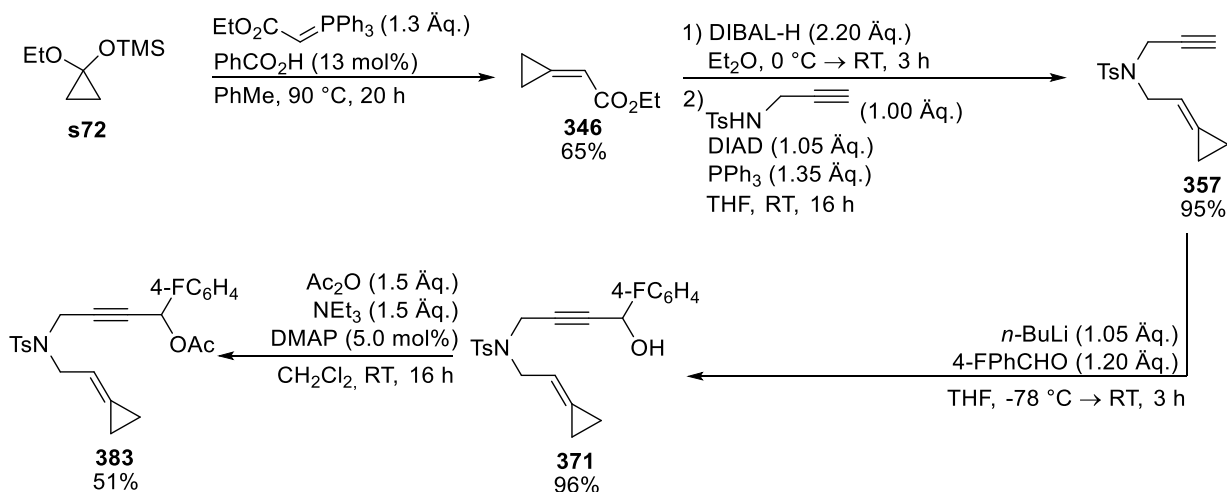 EtO OTMS
s72
EtO₂C PPh₃ (1.3 Äq.)
PhCO₂H (13 mol%)
PhMe, 90 °C, 20 h
CO₂Et
346
65%
1) DIBAL-H (2.20 Äq.)
Et₂O, 0 °C → RT, 3 h
2)
TsHN (1.00 Äq.)
DIAD (1.05 Äq.)
PPh₃ (1.35 Äq.)
THF, RT, 16 h
TsN
357
95%
n-BuLi (1.05 Äq.)
4-FPhCHO (1.20 Äq.)
THF, -78 °C → RT, 3 h
4-FC₆H₄
OH
TsN
371
96%
Ac₂O (1.5 Äq.)
NEt₃ (1.5 Äq.)
DMAP (5.0 mol%)
CH₂Cl₂, RT, 16 h
4-FC₆H₄
OAc
TsN
383
51%